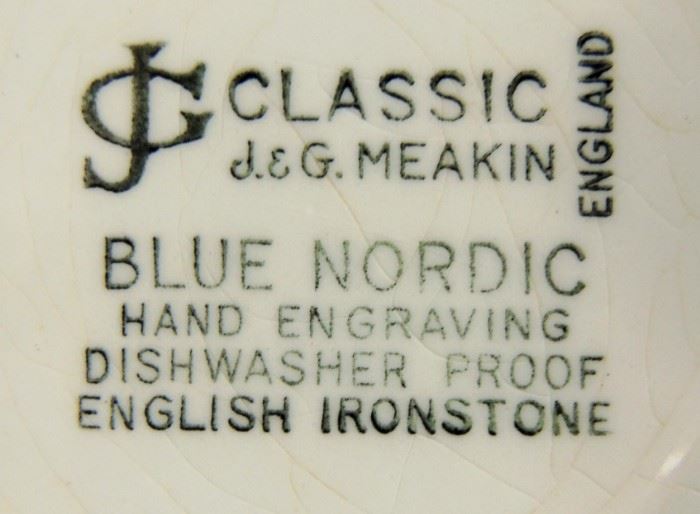 JG CLASSIC
J. & G. MEAKIN
ENGLAND
BLUE NORDIC
HAND ENGRAVING
DISHWASHER PROOF
ENGLISH IRONSTONE